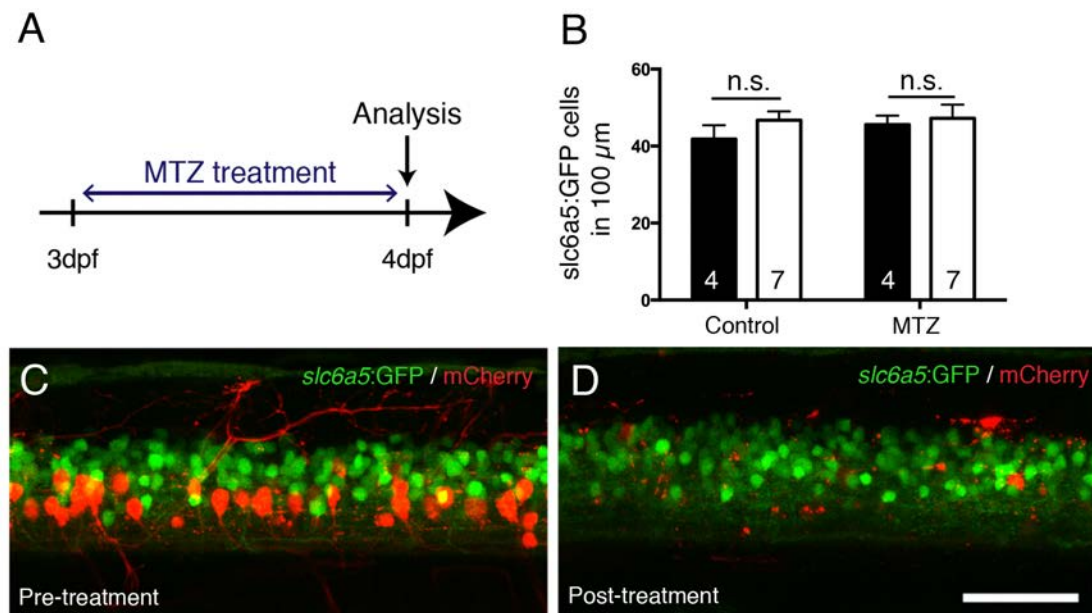 A
Analysis
MTZ treatment
3dpf
4dpf
B
slc6a5:GFP cells
in 100 µm
60
40
20
0
n.s.
n.s.
4
7
4
7
Control
MTZ
C
slc6a5:GFP / mCherry
Pre-treatment
D
slc6a5:GFP / mCherry
Post-treatment